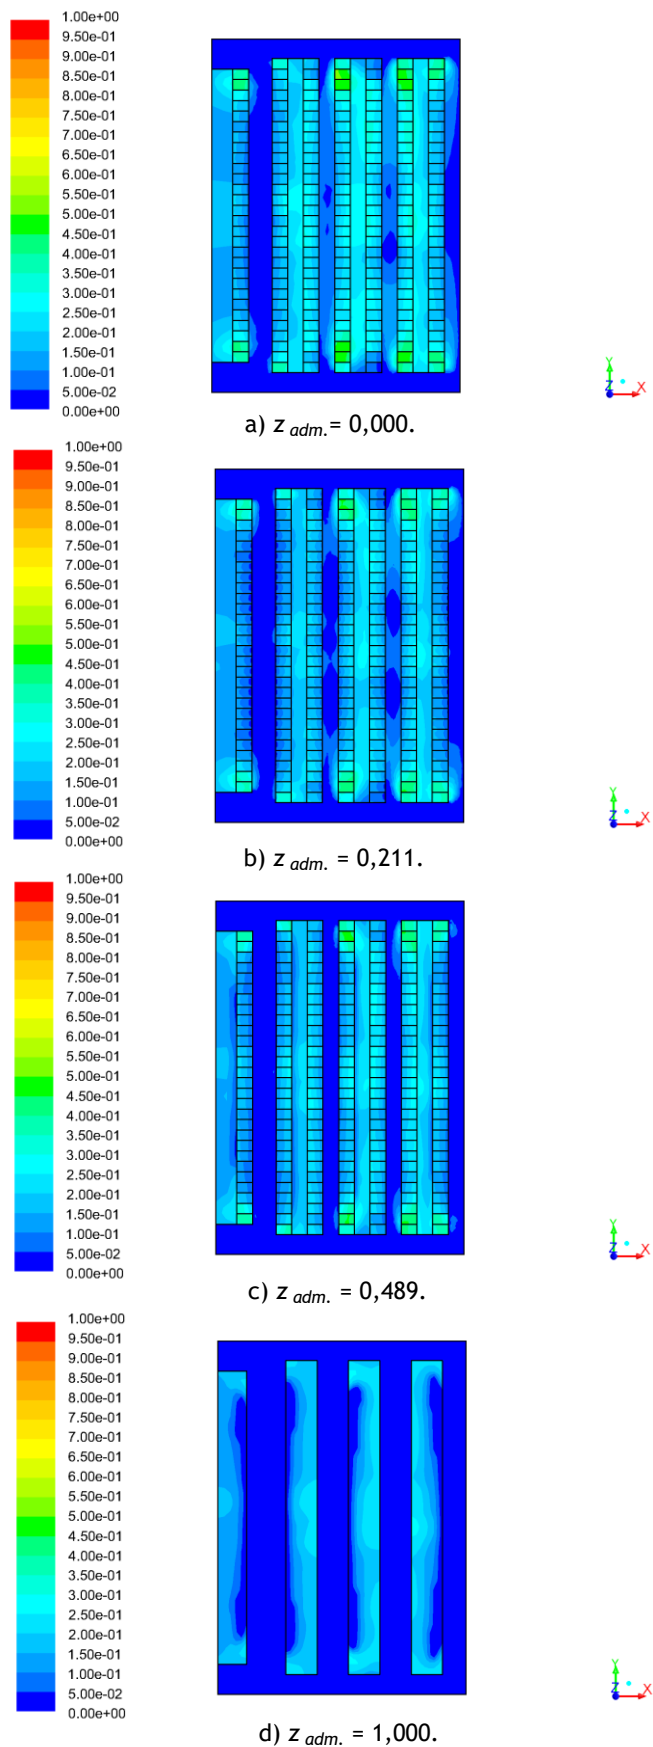 1.00e+00
9.50e-01
9.00e-01
8.50e-01
8.00e-01
7.50e-01
7.00e-01
6.50e-01
6.00e-01
5.50e-01
5.00e-01
4.50e-01
4.00e-01
3.50e-01
3.00e-01
2.50e-01
2.00e-01
1.50e-01
1.00e-01
5.00e-02
0.00e+00
Y
Z
X
a) z adm.= 0,000.
1.00e+00
9.50e-01
9.00e-01
8.50e-01
8.00e-01
7.50e-01
7.00e-01
6.50e-01
6.00e-01
5.50e-01
5.00e-01
4.50e-01
4.00e-01
3.50e-01
3.00e-01
2.50e-01
2.00e-01
1.50e-01
1.00e-01
5.00e-02
0.00e+00
Y
Z
X
b) z adm. = 0,211.
1.00e+00
9.50e-01
9.00e-01
8.50e-01
8.00e-01
7.50e-01
7.00e-01
6.50e-01
6.00e-01
5.50e-01
5.00e-01
4.50e-01
4.00e-01
3.50e-01
3.00e-01
2.50e-01
2.00e-01
1.50e-01
1.00e-01
5.00e-02
0.00e+00
Y
Z
X
c) z adm. = 0,489.
1.00e+00
9.50e-01
9.00e-01
8.50e-01
8.00e-01
7.50e-01
7.00e-01
6.50e-01
6.00e-01
5.50e-01
5.00e-01
4.50e-01
4.00e-01
3.50e-01
3.00e-01
2.50e-01
2.00e-01
1.50e-01
1.00e-01
5.00e-02
0.00e+00
Y
Z
X
d) z adm. = 1,000.